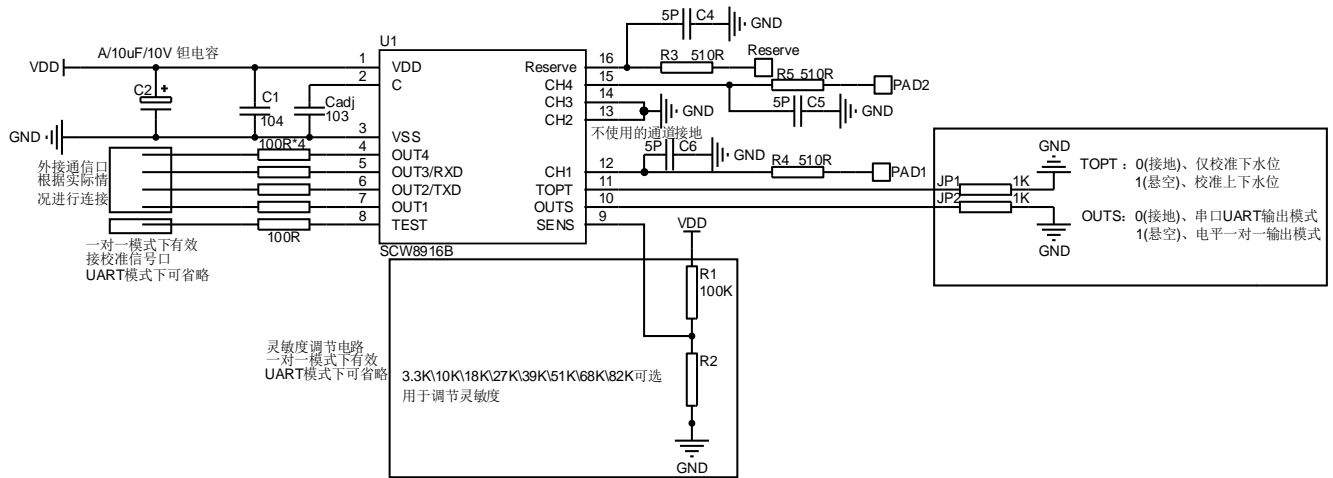 5P C4
GND
A/10uF/10V 钽电容
U1
Reserve
VDD
1
VDD
Reserve
16
R3 510R
2
C
CH4
15
R5 510R
PAD2
C2
+
C1
104
Cadj
103
CH3
14
GND
5P C5
GND
CH2
13
GND
3
VSS
不使用的通道接地
100R*4
4
OUT4
5P C6
GND
外接通信口
根据实际情
况进行连接
5
OUT3/RXD
CH1
12
R4 510R
PAD1
6
OUT2/TXD
TOPT
11
JP1
1K
7
OUT1
OUTS
10
JP2
1K
8
TEST
SENS
9
100R
SCW8916B
一对一模式下有效
接校准信号口
UART模式下可省略
GND
TOPT：0(接地)、仅校准下水位
1(悬空)、校准上下水位
OUTS：0(接地)、串口UART输出模式
1(悬空)、电平一对一输出模式
GND
VDD
R1
100K
灵敏度调节电路
一对一模式下有效
UART模式下可省略
R2
3.3K\10K\18K\27K\39K\51K\68K\82K可选
用于调节灵敏度
GND